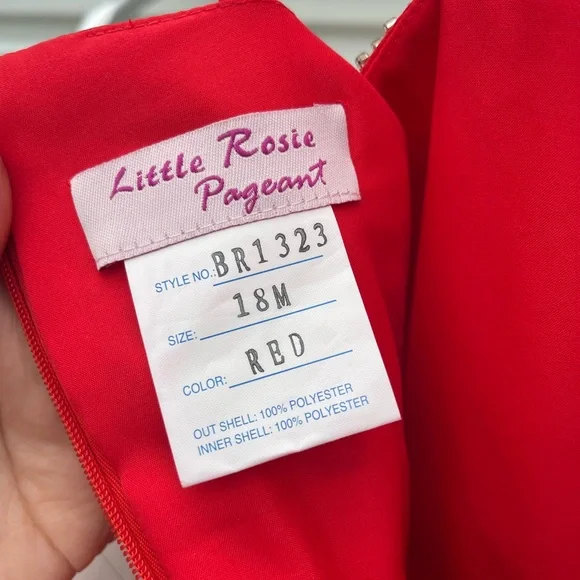 Little Rosie
Pageant
STYLE NO.: BR1323
SIZE: 18M
COLOR: RED
OUT SHELL: 100% POLYESTER
INNER SHELL: 100% POLYESTER